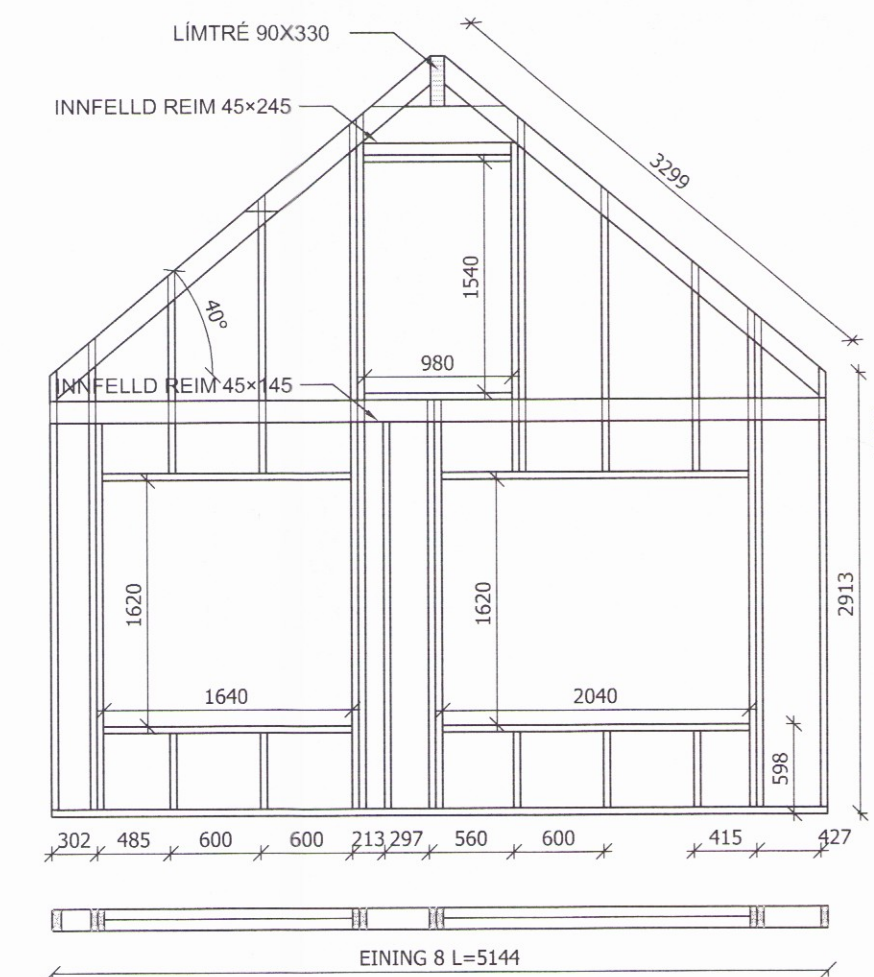 LÍMTRÉ 90X330
INNFELLD REIM 45×245
3299
1540
40°
980
INNFELLD REIM 45×145
1620
1620
2913
1640
2040
598
302 485 600 600 213 297 560 600 415 427
EINING 8 L=5144